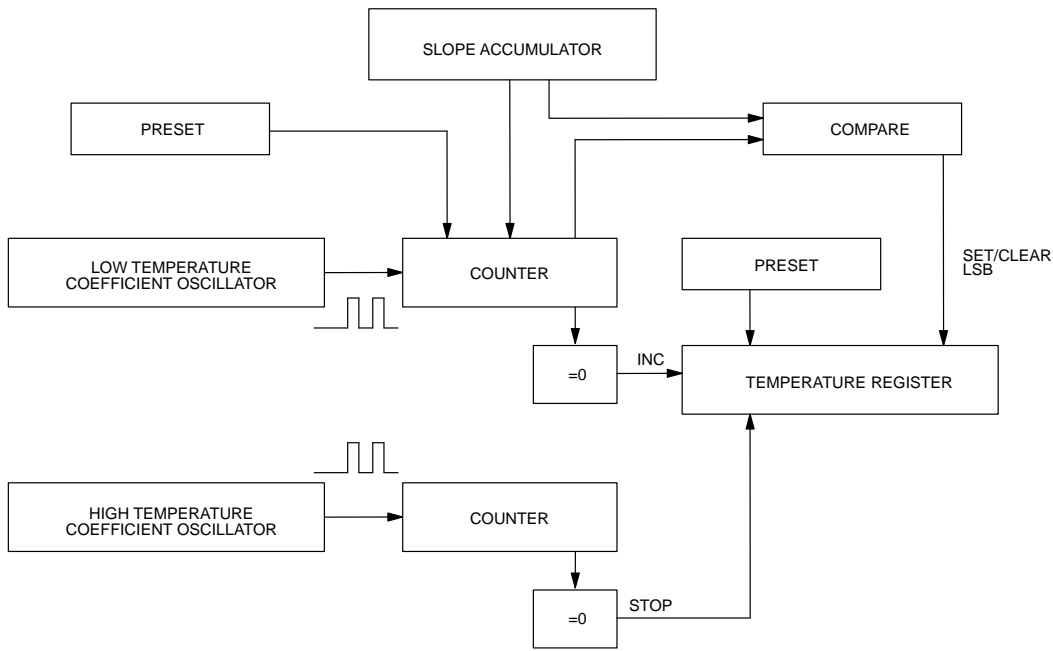 SLOPE ACCUMULATOR
PRESET
COMPARE
LOW TEMPERATURE
COEFFICIENT OSCILLATOR
COUNTER
PRESET
SET/CLEAR
LSB
=0
INC
TEMPERATURE REGISTER
HIGH TEMPERATURE
COEFFICIENT OSCILLATOR
COUNTER
=0
STOP